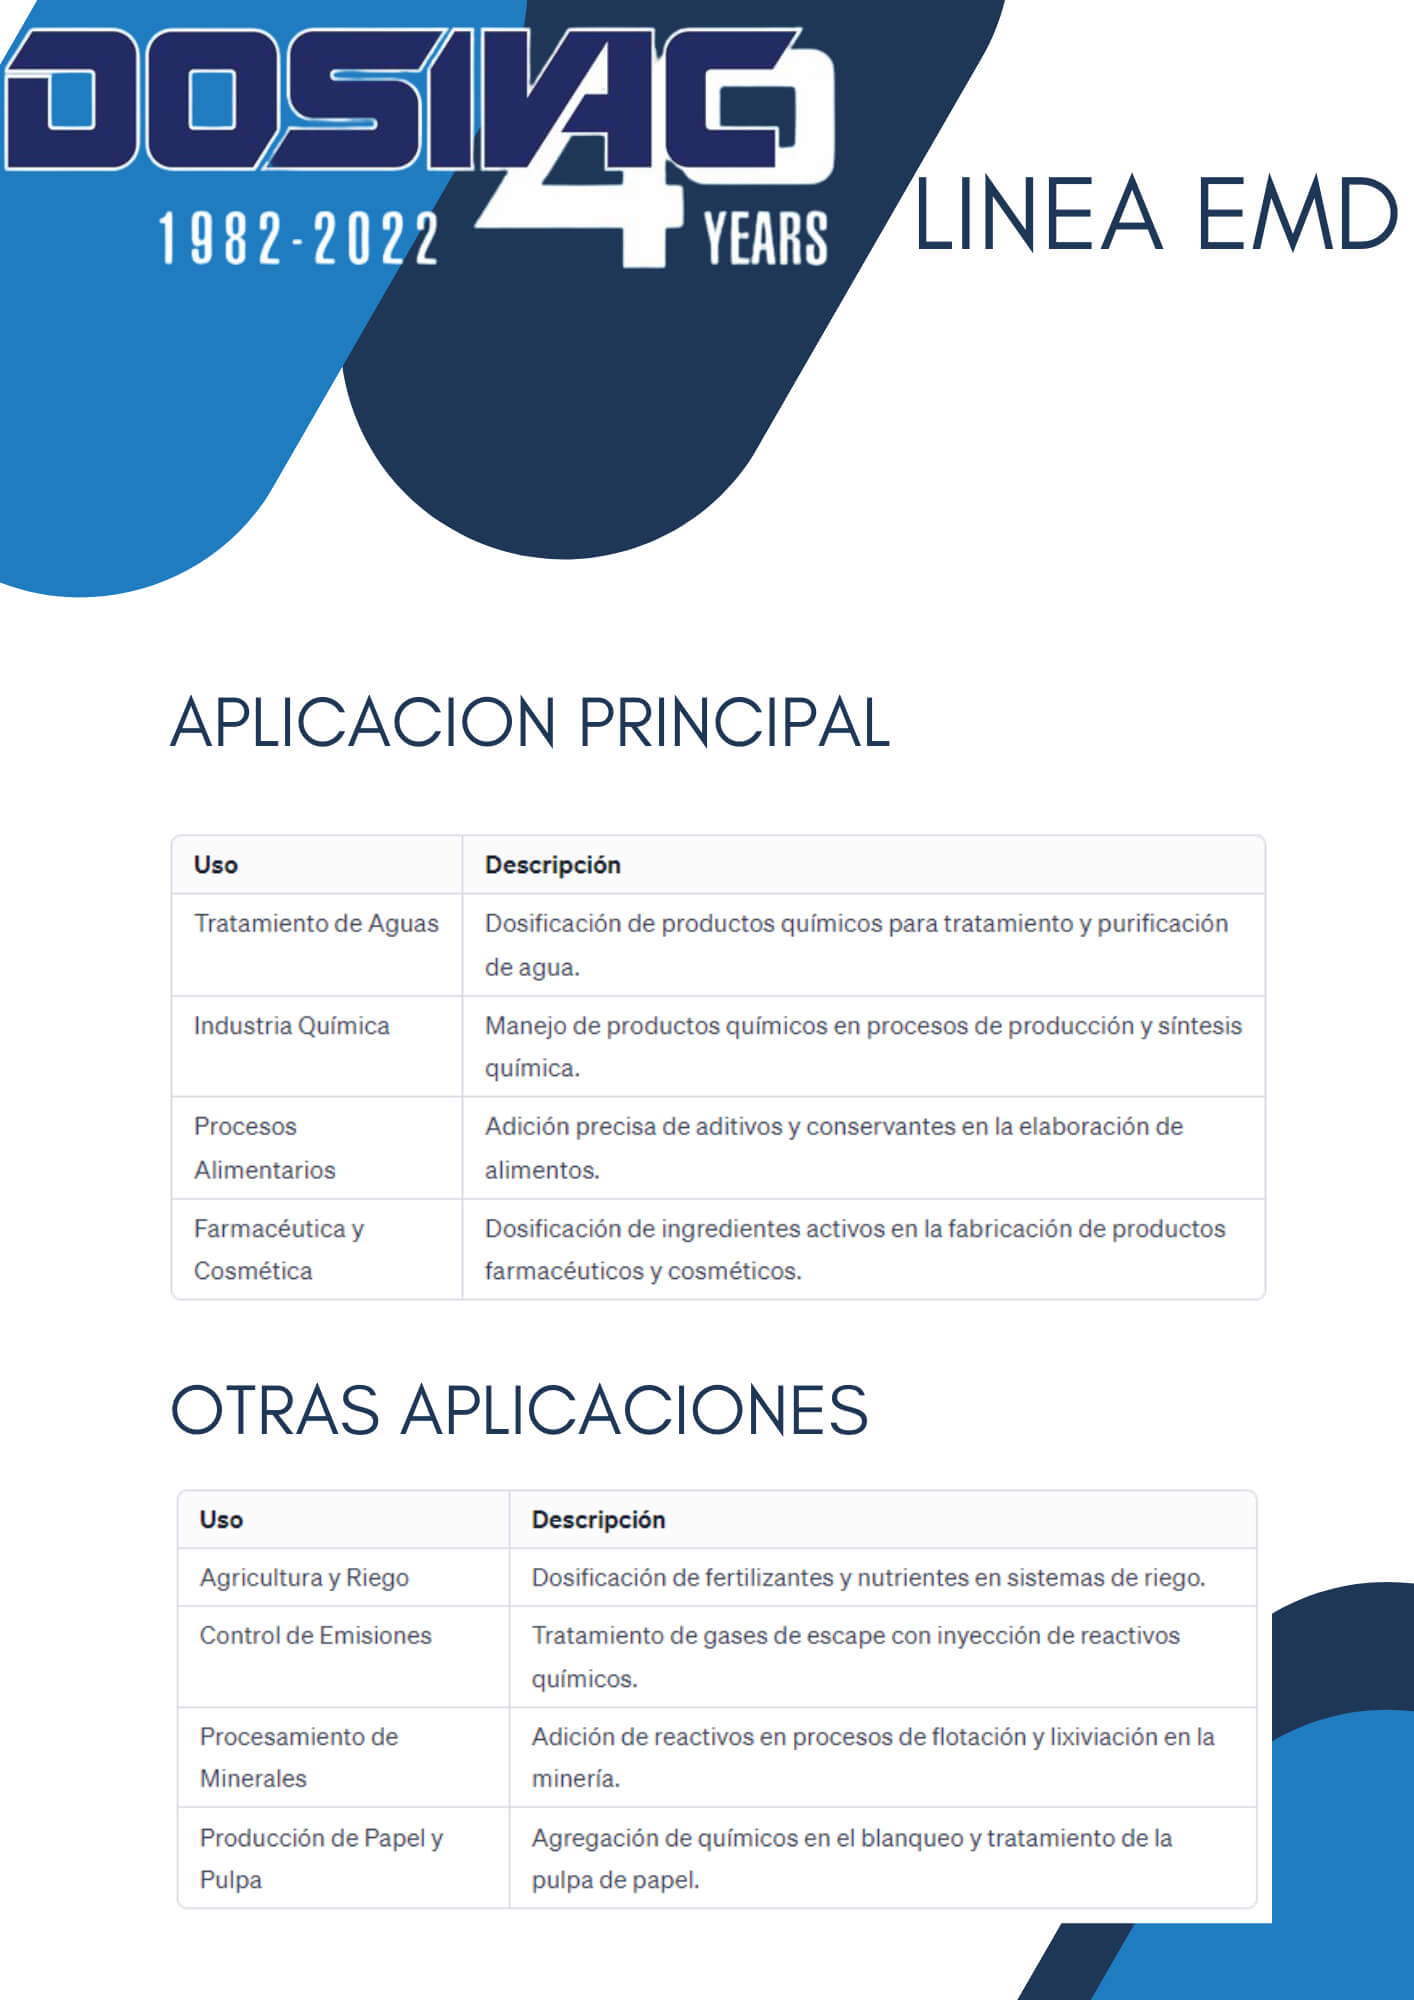 DOSIVAC
40
1982-2022
YEARS
LINEA EMD
APLICACION PRINCIPAL
Uso
Descripción
Tratamiento de Aguas
Dosificación de productos químicos para tratamiento y purificación
de agua.
Industria Química
Manejo de productos químicos en procesos de producción y síntesis
química.
Procesos
Alimentarios
Adición precisa de aditivos y conservantes en la elaboración de
alimentos.
Farmacéutica y
Cosmética
Dosificación de ingredientes activos en la fabricación de productos
farmacéuticos y cosméticos.
OTRAS APLICACIONES
Uso
Descripción
Agricultura y Riego
Dosificación de fertilizantes y nutrientes en sistemas de riego.
Control de Emisiones
Tratamiento de gases de escape con inyección de reactivos
químicos.
Procesamiento de
Minerales
Adición de reactivos en procesos de flotación y lixiviación en la
minería.
Producción de Papel y
Pulpa
Agregación de químicos en el blanqueo y tratamiento de la
pulpa de papel.